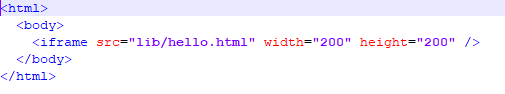 <html>
  <body>
    <iframe src="lib/hello.html" width="200" height="200" />
  </body>
</html>